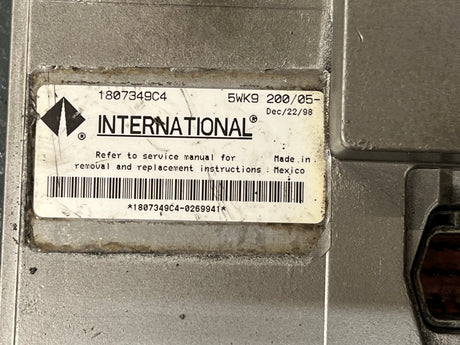 1807349C4 5WK9 200/05-
Dec/22/98
INTERNATIONAL®
®
Refer to service manual for Made in
removal and replacement instructions : Mexico
*1807349C4-0269941*